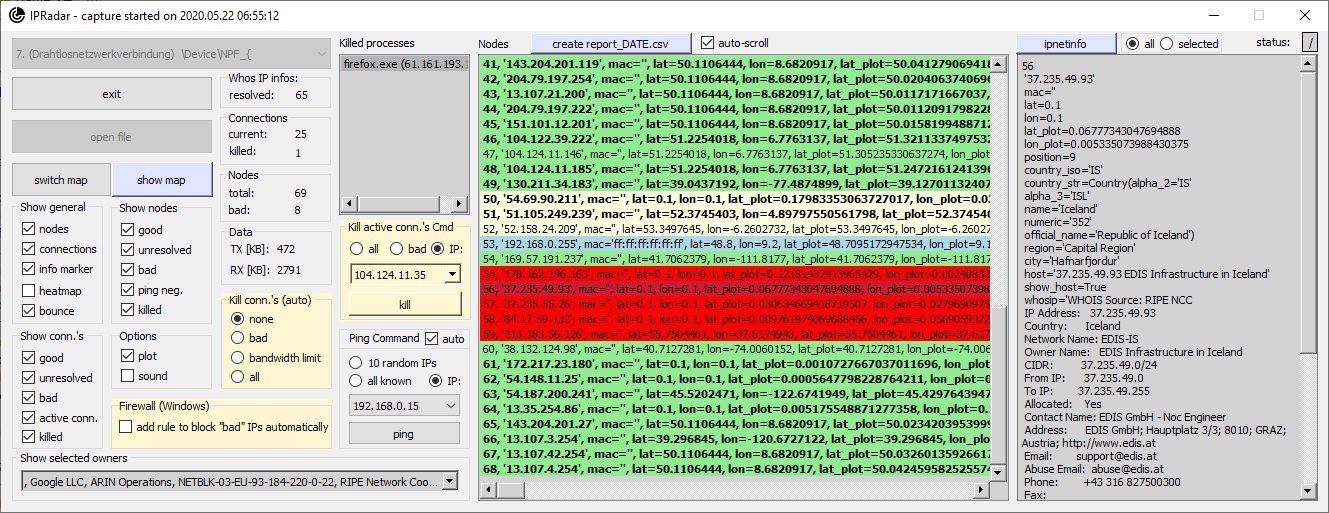 IPRadar - capture started on 2020.05.22 06:55:12
7. (Drahtlosnetzwerkverbindung) \Device\NPF_{
exit
open file
switch map
show map
Show general
nodes
connections
info marker
heatmap
bounce
Show conn.'s
good
unresolved
bad
active conn.
killed
Show nodes
good
unresolved
bad
ping neg.
killed
Options
plot
sound
Firewall (Windows)
add rule to block "bad" IPs automatically
Show selected owners
, Google LLC, ARIN Operations, NETBLK-03-EU-93-184-220-0-22, RIPE Network Coo...
Whos IP infos:
resolved: 65
Connections
current: 25
killed: 1
Nodes
total: 69
bad: 8
Data
TX [KB]: 472
RX [KB]: 2791
Kill conn.'s (auto)
none
bad
bandwidth limit
all
Killed processes
firefox.exe (61.161.193.1
Kill active conn.'s Cmd
all bad IP:
104.124.11.35
kill
Ping Command auto
10 random IPs
all known IP:
192.168.0.15
ping
Nodes
create report_DATE.csv
auto-scroll
41, '143.204.201.119', mac='', lat=50.1106444, lon=8.6820917, lat_plot=50.0412790694
42, '204.79.197.254', mac='', lat=50.1106444, lon=8.6820917, lat_plot=50.020406374069
43, '13.107.21.200', mac='', lat=50.1106444, lon=8.6820917, lat_plot=50.0117171667037,
44, '204.79.197.222', mac='', lat=50.1106444, lon=8.6820917, lat_plot=50.011209179822
45, '151.101.12.201', mac='', lat=50.1106444, lon=8.6820917, lat_plot=50.015819948871
46, '104.122.39.222', mac='', lat=51.2254018, lon=6.7763137, lat_plot=51.321133749753
47, '104.124.11.146', mac='', lat=51.2254018, lon=6.7763137, lat_plot=51.305235330637274, lon_plot
48, '104.124.11.185', mac='', lat=51.2254018, lon=6.7763137, lat_plot=51.247216124139
49, '130.211.34.183', mac='', lat=39.0437192, lon=-77.4874899, lat_plot=39.12701132407
50, '54.69.90.211', mac='', lat=0.1, lon=0.1, lat_plot=0.17983353063727017, lon_plot=0.0
51, '51.105.249.239', mac='', lat=52.3745403, lon=4.89797550561798, lat_plot=52.374540
52, '52.158.24.209', mac='', lat=53.3497645, lon=-6.2602732, lat_plot=53.3497645, lon_plot=-6.2602
53, '192.168.0.255', mac='ff:ff:ff:ff:ff:ff', lat=48.8, lon=9.2, lat_plot=48.7095172947534, lon_plot=9.1
54, '169.57.191.237', mac='', lat=41.7062379, lon=-111.8177, lat_plot=41.7062379, lon_plot=-111.817
55, '178.162.196.163', mac='', lat=0.1, lon=0.1, lat_plot=0.12181432413965429, lon_plot=0.00240832
56, '37.235.49.93', mac='', lat=0.1, lon=0.1, lat_plot=0.06777343047694888, lon_plot=0.00533507398
57, '37.235.55.26', mac='', lat=0.1, lon=0.1, lat_plot=0.030634669418719507, lon_plot=0.0279690975
58, '84.17.59.132', mac='', lat=0.1, lon=0.1, lat_plot=0.009761974069688456, lon_plot=0.0569059322
59, '213.183.56.126', mac='', lat=55.7504461, lon=37.6174943, lat_plot=55.7504461, lon_plot=37.617
60, '38.132.124.98', mac='', lat=40.7127281, lon=-74.0060152, lat_plot=40.7127281, lon_plot=-74.006
61, '172.217.23.180', mac='', lat=0.1, lon=0.1, lat_plot=0.0010727667037011696, lon_plot
62, '54.148.11.25', mac='', lat=0.1, lon=0.1, lat_plot=0.0005647798228764211, lon_plot=0
63, '54.187.200.241', mac='', lat=45.5202471, lon=-122.6741949, lat_plot=45.4297643947
64, '13.35.254.86', mac='', lat=0.1, lon=0.1, lat_plot=0.005175548871277358, lon_plot=0.
65, '143.204.201.27', mac='', lat=50.1106444, lon=8.6820917, lat_plot=50.023420395399
66, '13.107.3.254', mac='', lat=39.296845, lon=-120.6727122, lat_plot=39.296845, lon_plo
67, '13.107.42.254', mac='', lat=50.1106444, lon=8.6820917, lat_plot=50.032601359266
68, '13.107.4.254', mac='', lat=50.1106444, lon=8.6820917, lat_plot=50.0424595825255
ipnetinfo
all selected
status: /
56
'37.235.49.93'
mac=''
lat=0.1
lon=0.1
lat_plot=0.06777343047694888
lon_plot=0.005335073988430375
position=9
country_iso='IS'
country_str=Country(alpha_2='IS'
alpha_3='ISL'
name='Iceland'
numeric='352'
official_name='Republic of Iceland')
region='Capital Region'
city='Hafnarfjordur'
host='37.235.49.93 EDIS Infrastructure in Iceland'
show_host=True
whosip='WHOIS Source: RIPE NCC
IP Address: 37.235.49.93
Country: Iceland
Network Name: EDIS-IS
Owner Name: EDIS Infrastructure in Iceland
CIDR: 37.235.49.0/24
From IP: 37.235.49.0
To IP: 37.235.49.255
Allocated: Yes
Contact Name: EDIS GmbH - Noc Engineer
Address: EDIS GmbH; Hauptplatz 3/3; 8010; GRAZ;
Austria; http://www.edis.at
Email: support@edis.at
Abuse Email: abuse@edis.at
Phone: +43 316 827500300
Fax: